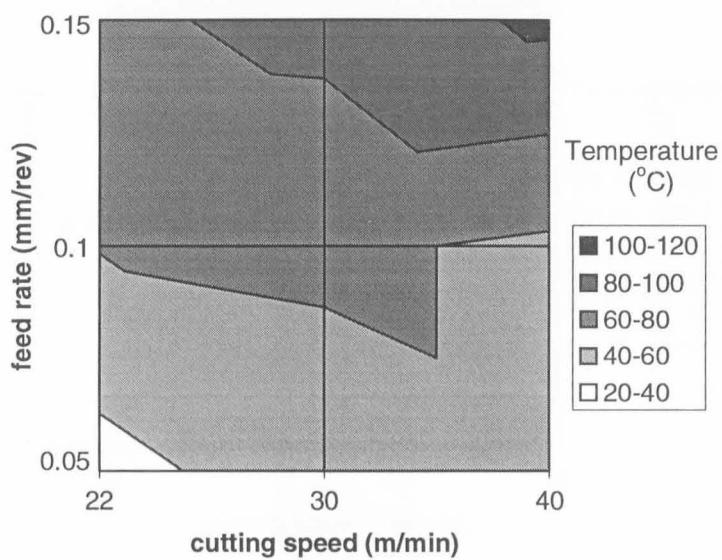 0.15
0.1
0.05
feed rate (mm/rev)
22
30
40
cutting speed (m/min)
Temperature
(°C)
100-120
80-100
60-80
40-60
20-40